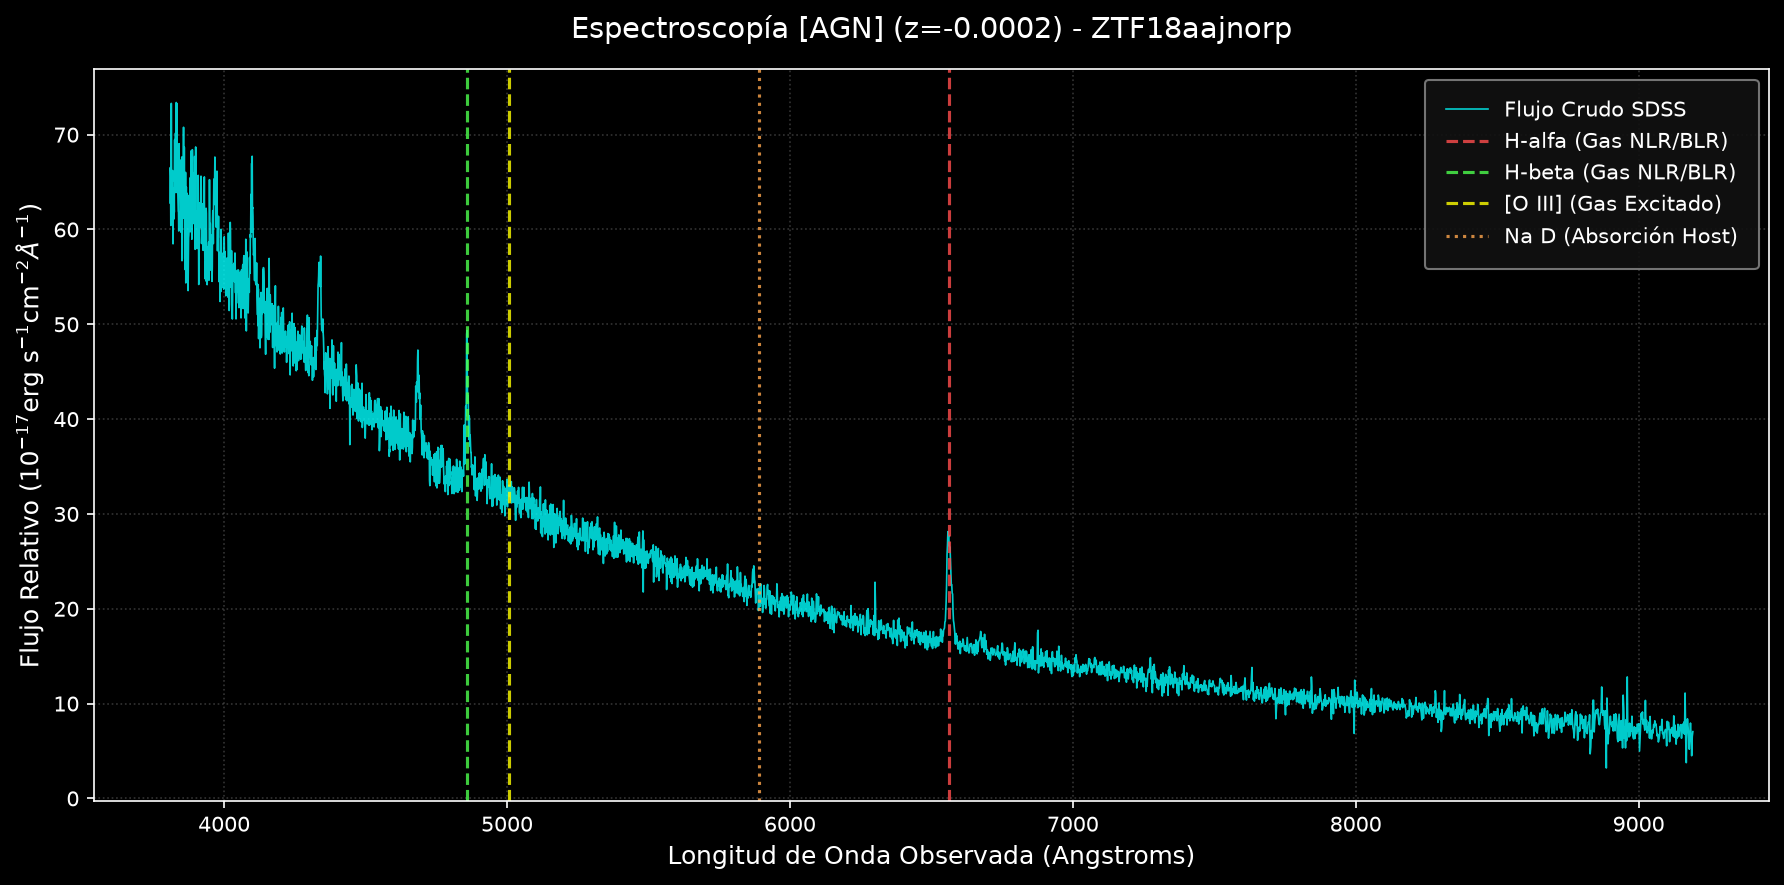 Espectroscopía [AGN] (z=-0.0002) - ZTF18aajnorp
Flujo Crudo SDSS
H-alfa (Gas NLR/BLR)
H-beta (Gas NLR/BLR)
[O III] (Gas Excitado)
Na D (Absorción Host)
Flujo Relativo (10⁻¹⁷erg s⁻¹cm⁻²Å⁻¹)
70
60
50
40
30
20
10
0
4000 5000 6000 7000 8000 9000
Longitud de Onda Observada (Angstroms)